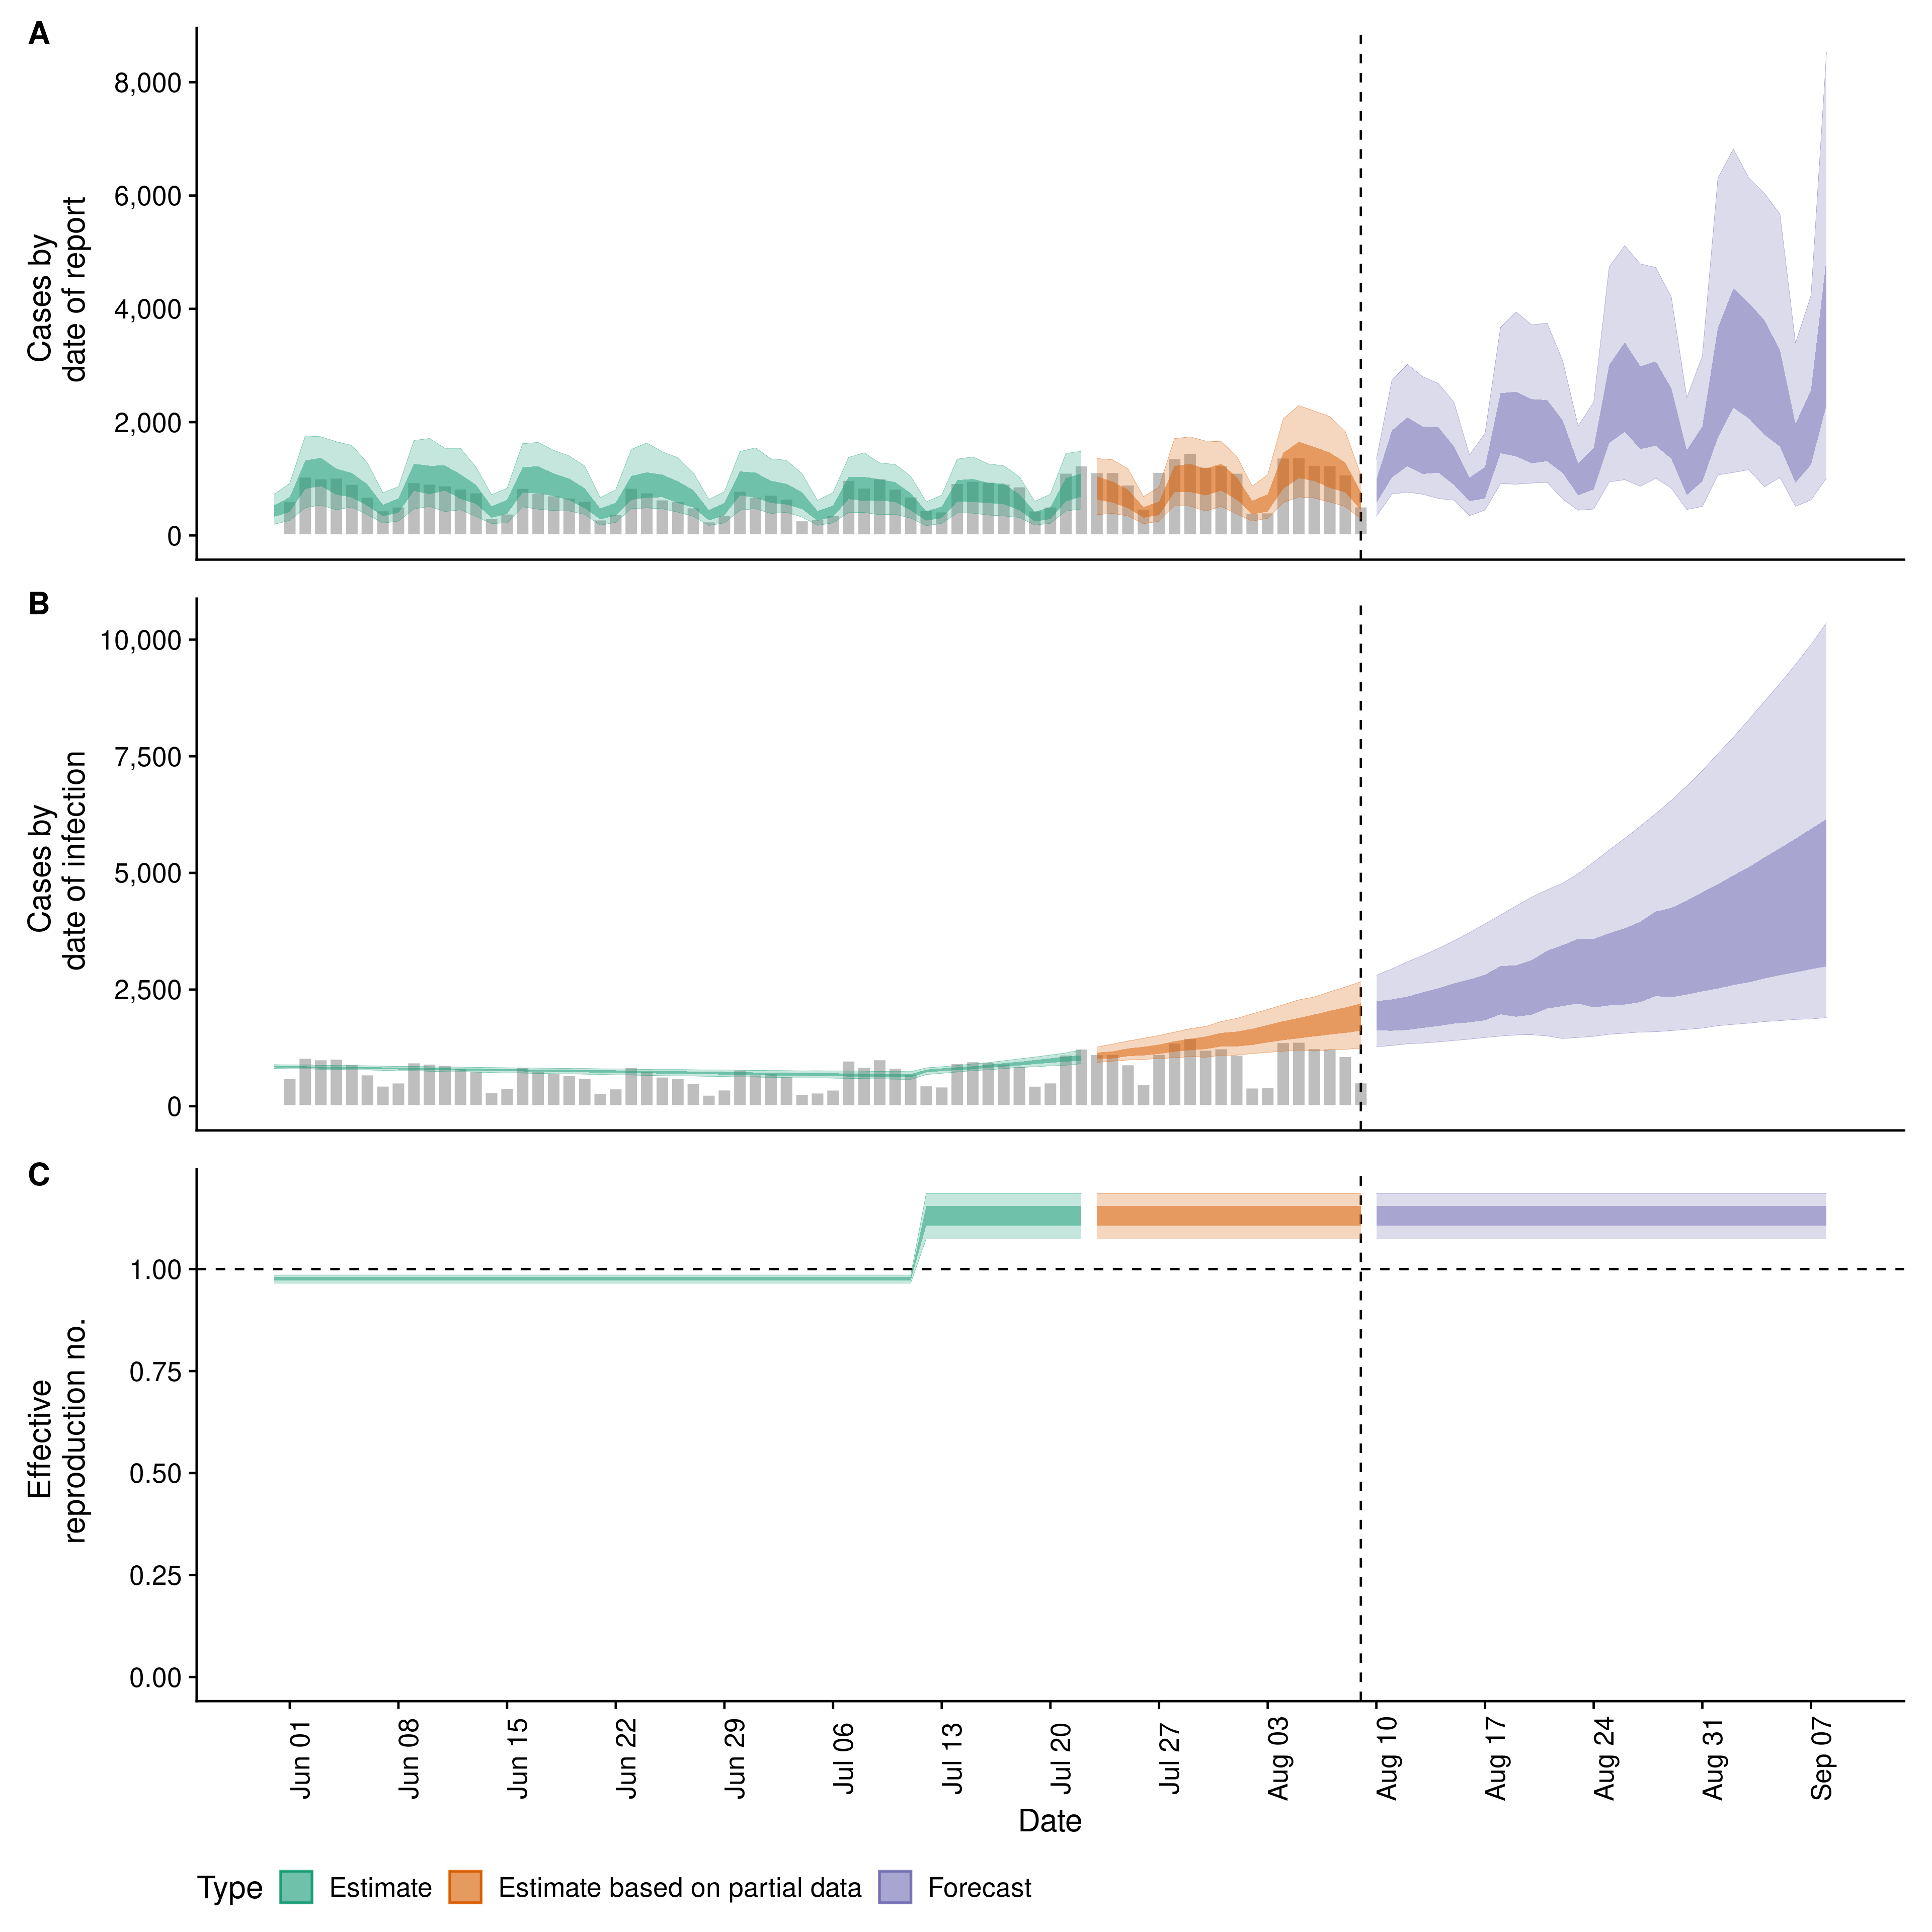 A
8,000
6,000
4,000
2,000
0
Cases by
date of report
B
10,000
7,500
5,000
2,500
0
Cases by
date of infection
C
1.00
0.75
0.50
0.25
0.00
Effective
reproduction no.
Jun 01
Jun 08
Jun 15
Jun 22
Jun 29
Jul 06
Jul 13
Jul 20
Jul 27
Aug 03
Aug 10
Aug 17
Aug 24
Aug 31
Sep 07
Date
Type Estimate Estimate based on partial data Forecast